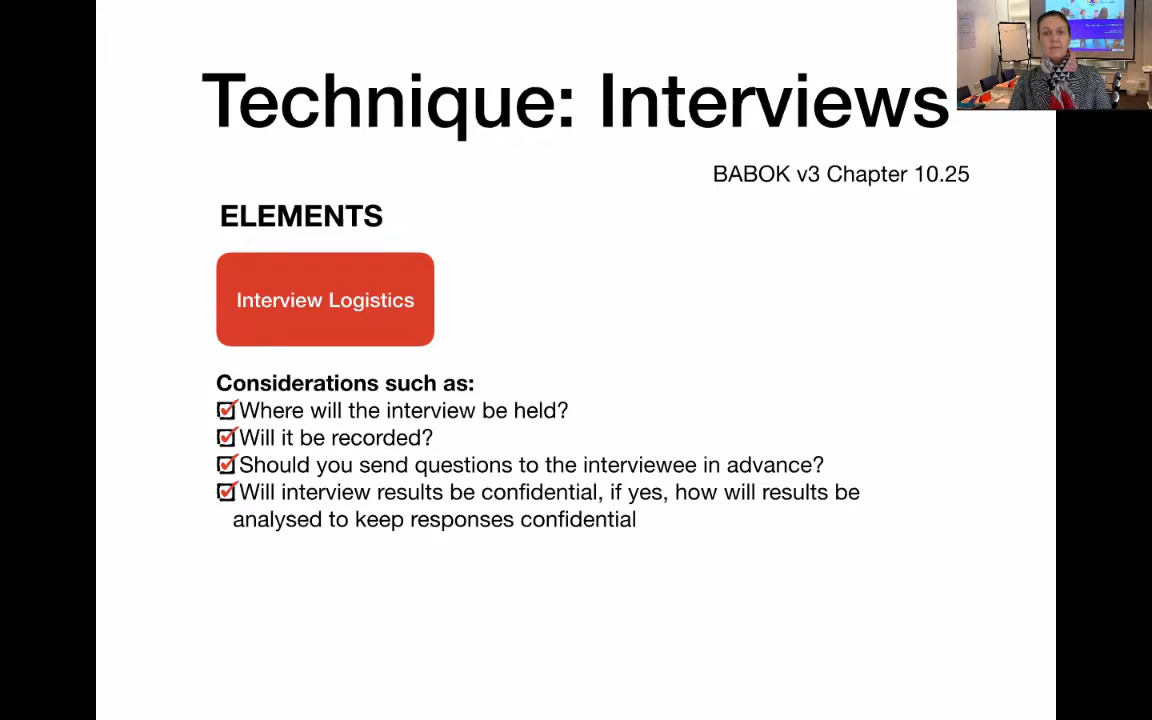 Technique: Interviews
BABOK v3 Chapter 10.25
ELEMENTS
Interview Logistics
Considerations such as:
Where will the interview be held?
Will it be recorded?
Should you send questions to the interviewee in advance?
Will interview results be confidential, if yes, how will results be
analysed to keep responses confidential